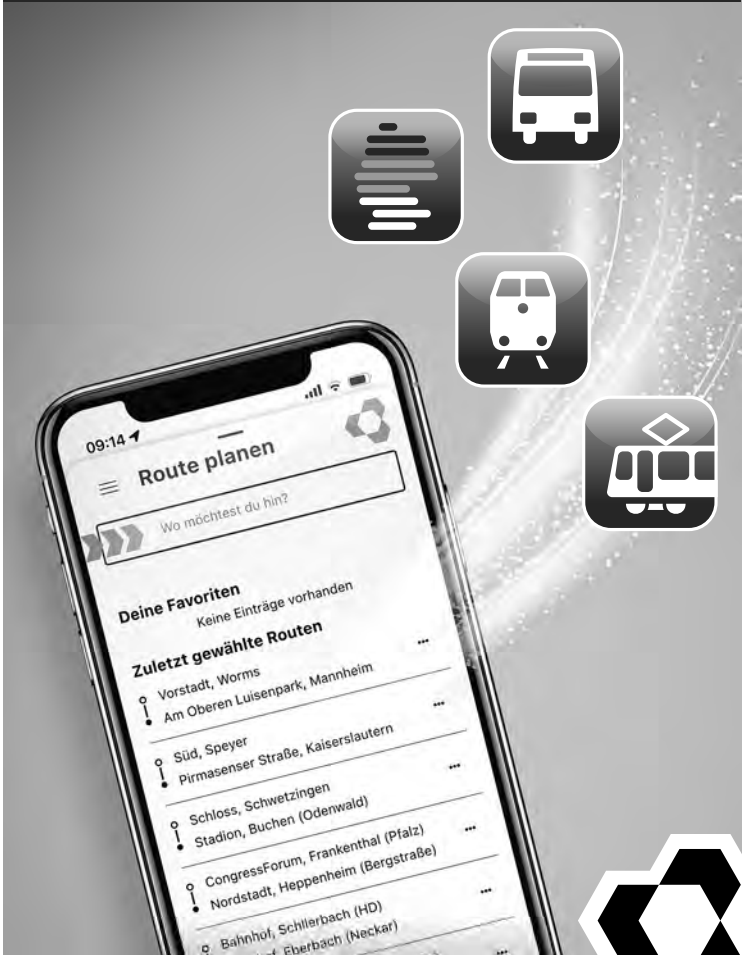 09:14
Route planen
Wo möchtest du hin?
Deine Favoriten
Keine Einträge vorhanden
Zuletzt gewählte Routen
Vorstadt, Worms
Am Oberen Luisenpark, Mannheim
Süd, Speyer
Pirmasenser Straße, Kaiserslautern
Schloss, Schwetzingen
Stadion, Buchen (Odenwald)
CongressForum, Frankenthal (Pfalz)
Nordstadt, Heppenheim (Bergstraße)
Bahnhof, Schlierbach (HD)
Eberbach (Neckar)